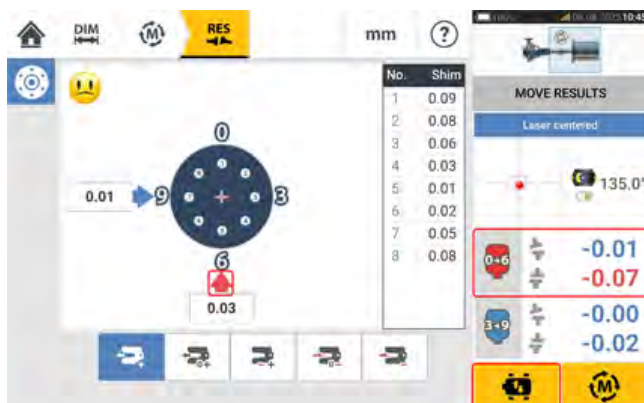 DIM
M
RES
mm
?
0
9
3
6
0.01
0.03
No. Shim
1 0.09
2 0.08
3 0.06
4 0.03
5 0.01
6 0.02
7 0.05
8 0.08
10:45
MOVE RESULTS
Laser centered
135.0°
0→6
-0.01
-0.07
3→9
-0.00
-0.02
M